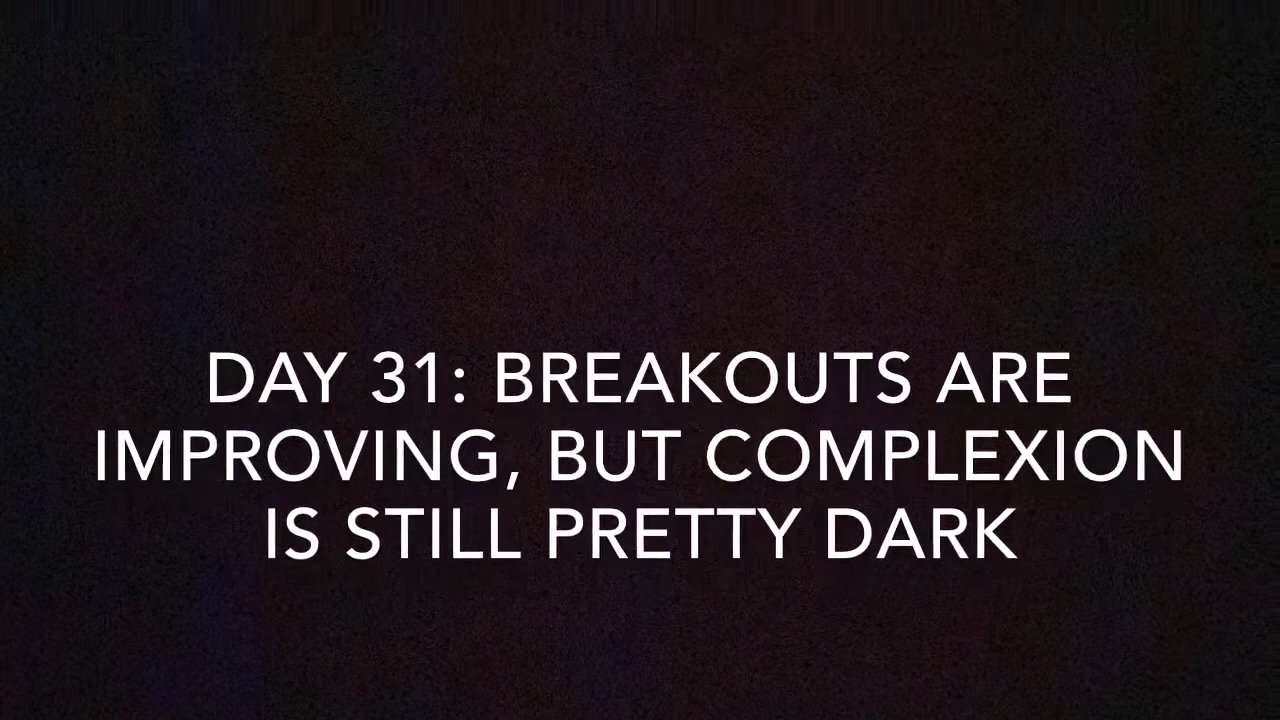 DAY 31: BREAKOUTS ARE
IMPROVING, BUT COMPLEXION
IS STILL PRETTY DARK